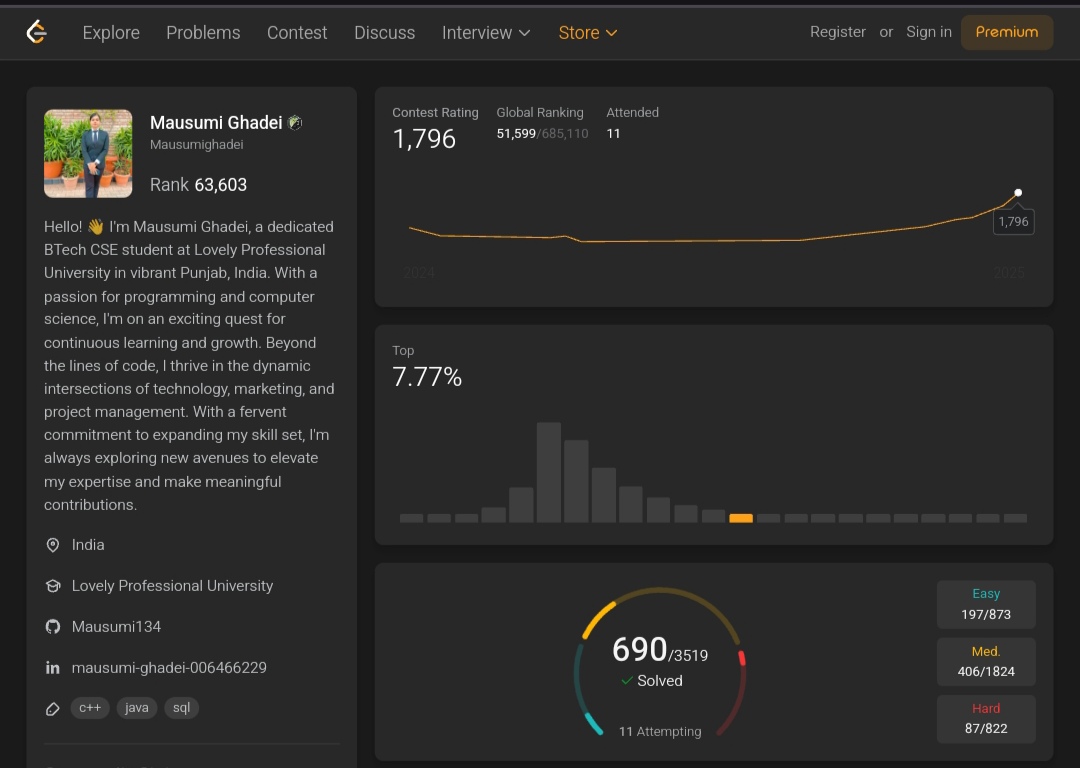 Explore Problems Contest Discuss Interview Store Register or Sign in Premium
Mausumi Ghadei
Mausumighadei
Rank 63,603
Hello! 👋 I'm Mausumi Ghadei, a dedicated
BTech CSE student at Lovely Professional
University in vibrant Punjab, India. With a
passion for programming and computer
science, I'm on an exciting quest for
continuous learning and growth. Beyond
the lines of code, I thrive in the dynamic
intersections of technology, marketing, and
project management. With a fervent
commitment to expanding my skill set, I'm
always exploring new avenues to elevate
my expertise and make meaningful
contributions.
India
Lovely Professional University
Mausumi134
mausumi-ghadei-006466229
c++ java sql
Contest Rating Global Ranking Attended
1,796 51,599/685,110 11
1,796
2024 2025
Top
7.77%
690/3519
Solved
11 Attempting
Easy
197/873
Med.
406/1824
Hard
87/822